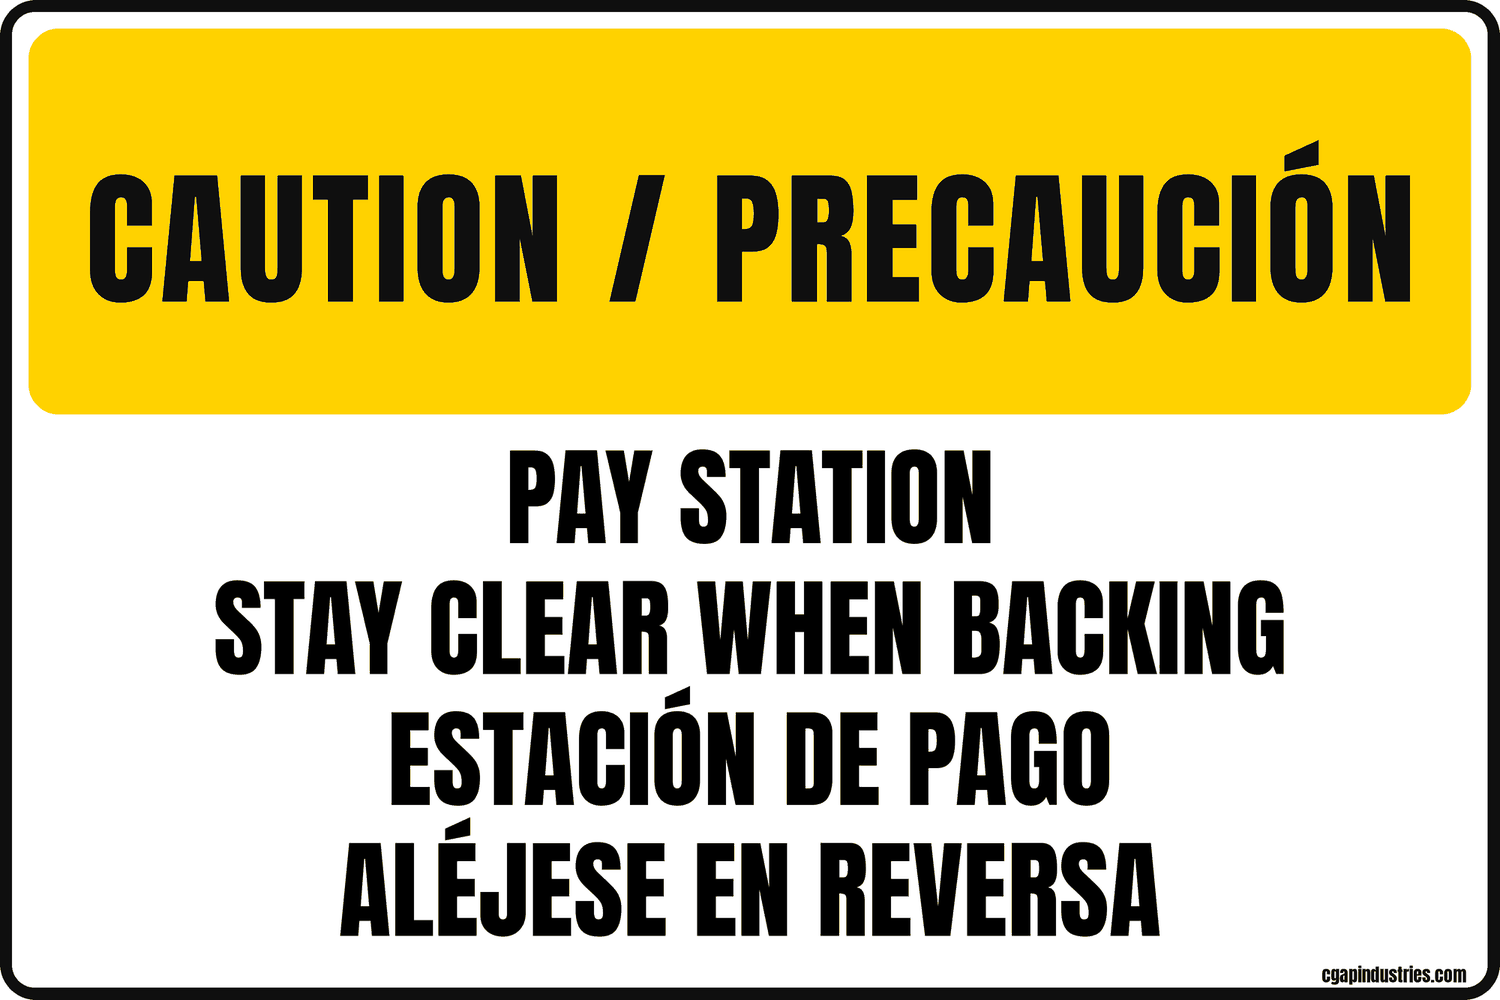 CAUTION / PRECAUCIÓN
PAY STATION
STAY CLEAR WHEN BACKING
ESTACIÓN DE PAGO
ALÉJESE EN REVERSA
cgapindustries.com